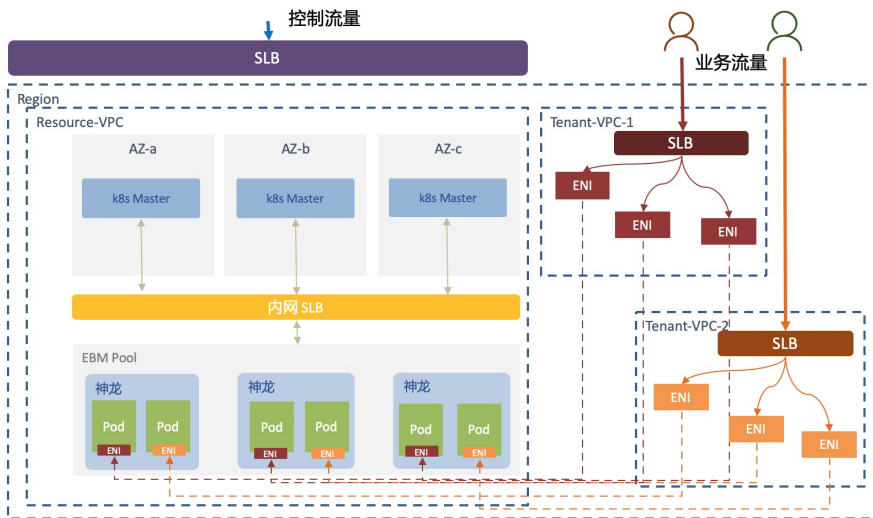 控制流量
SLB
业务流量
Region
Resource-VPC
AZ-a
AZ-b
AZ-c
k8s Master
k8s Master
k8s Master
内网 SLB
EBM Pool
神龙
神龙
神龙
Pod
Pod
Pod
Pod
Pod
Pod
ENI
ENI
ENI
ENI
ENI
ENI
Tenant-VPC-1
SLB
ENI
ENI
ENI
Tenant-VPC-2
SLB
ENI
ENI
ENI